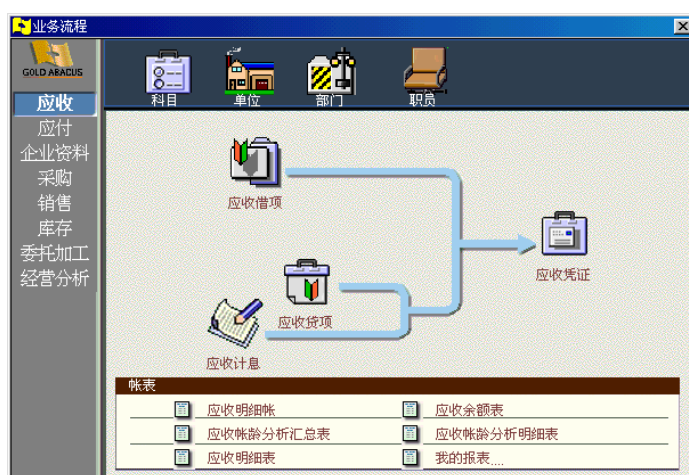 业务流程
GOLD ABACUS
科目 单位 部门 职员
应收
应付
企业资料
采购
销售
库存
委托加工
经营分析
应收借项
应收凭证
应收贷项
应收计息
帐表
应收明细帐 应收余额表
应收帐龄分析汇总表 应收帐龄分析明细表
应收明细表 我的报表....